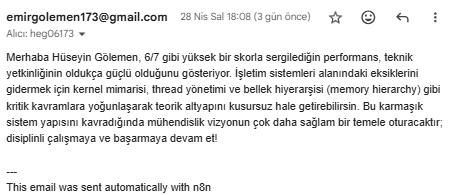 emirgolemen173@gmail.com 28 Nis Sal 18:08 (3 gün önce)
Alıcı: heg06173
Merhaba Hüseyin Gölemen, 6/7 gibi yüksek bir skorla sergilediğin performans, teknik
yetkinliğinin oldukça güçlü olduğunu gösteriyor. İşletim sistemleri alanındaki eksiklerini
gidermek için kernel mimarisi, thread yönetimi ve bellek hiyerarşisi (memory hierarchy) gibi
kritik kavramlara yoğunlaşarak teorik altyapını kusursuz hale getirebilirsin. Bu karmaşık
sistem yapısını kavradığında mühendislik vizyonun çok daha sağlam bir temele oturacaktır;
disiplinli çalışmaya ve başarmaya devam et!
---
This email was sent automatically with n8n